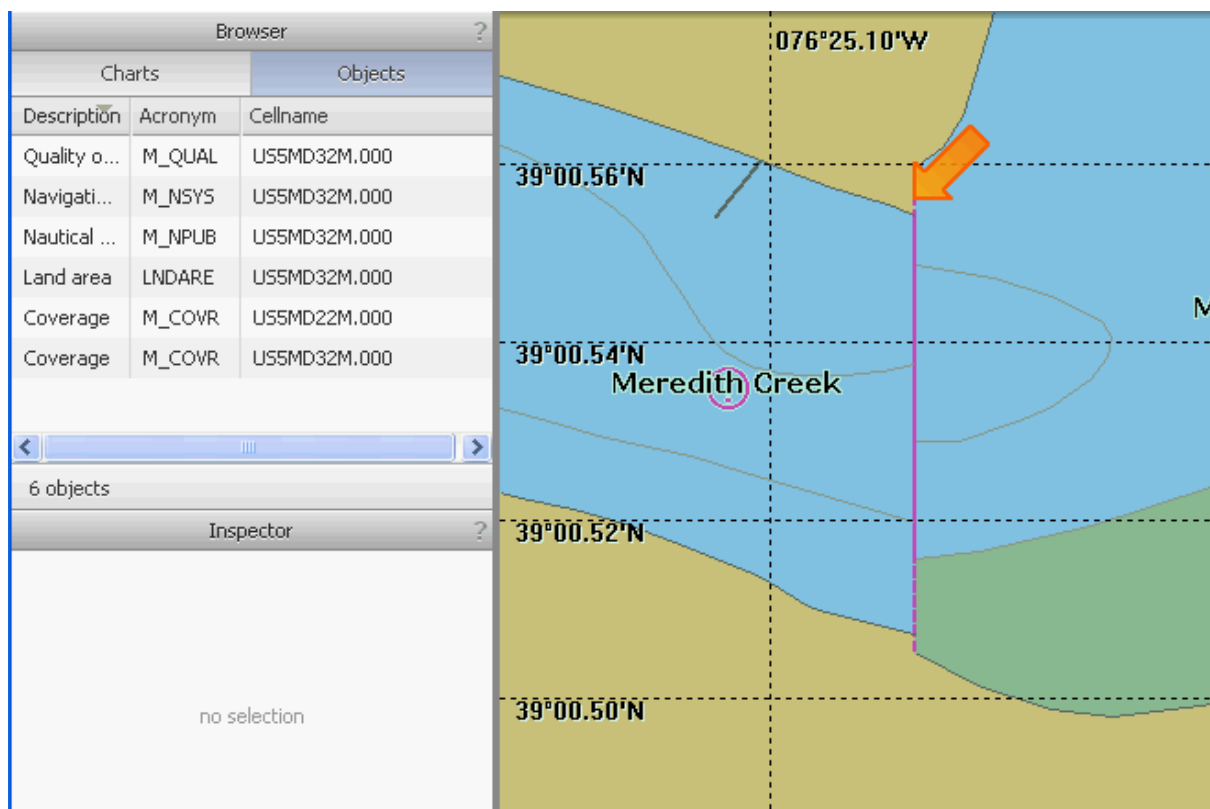 Browser ?
Charts Objects
Description Acronym Cellname
Quality o... M_QUAL US5MD32M.000
Navigati... M_NSYS US5MD32M.000
Nautical ... M_NPUB US5MD32M.000
Land area LNDARE US5MD32M.000
Coverage M_COVR US5MD22M.000
Coverage M_COVR US5MD32M.000
6 objects
Inspector ?
no selection
076°25.10'W
39°00.56'N
M
39°00.54'N
Meredith Creek
39°00.52'N
39°00.50'N